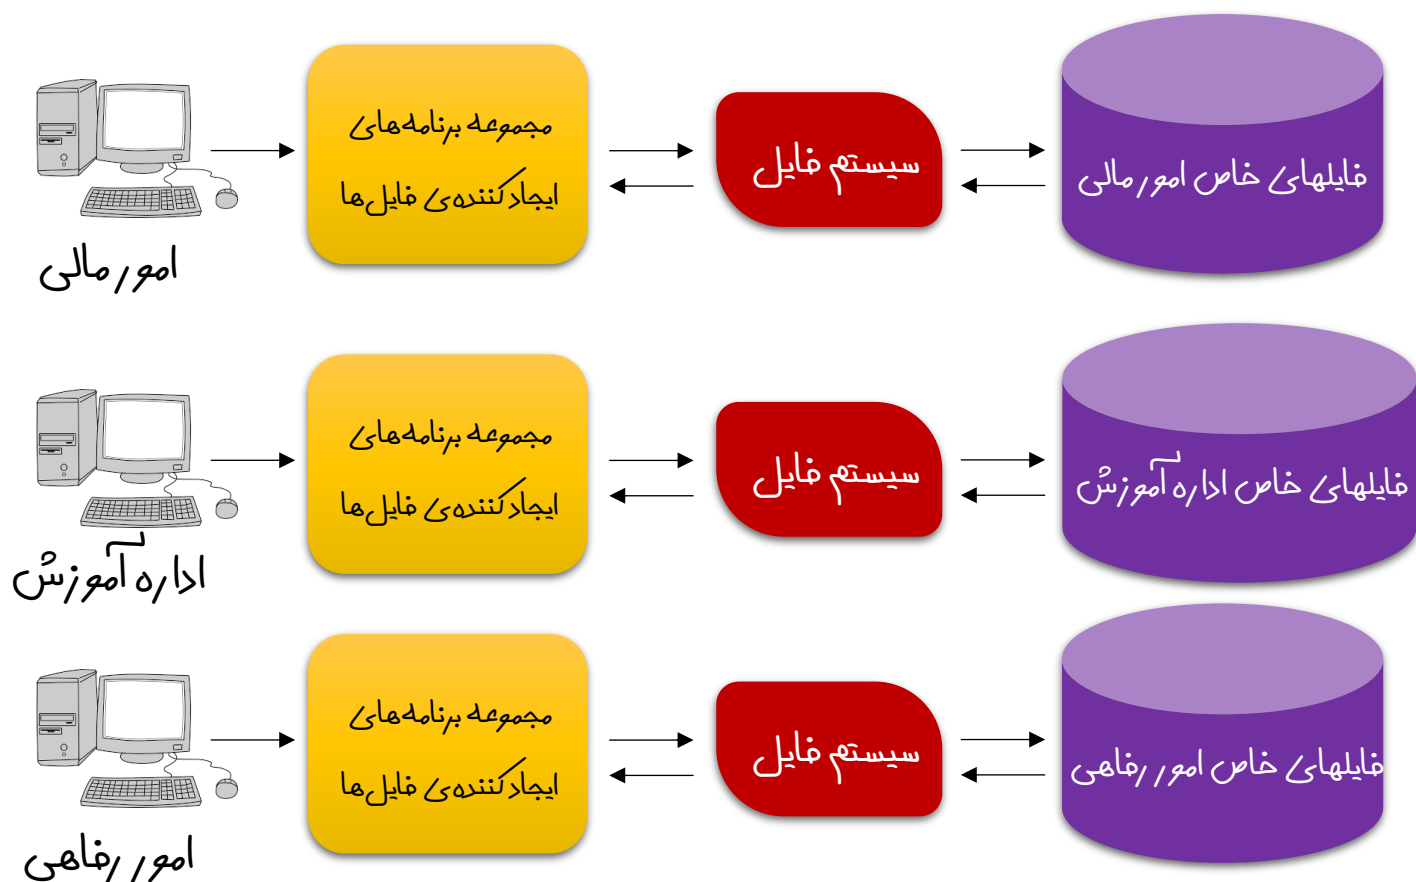 مجموعه برنامه‌های
ایجادکننده‌ی فایل‌ها
سیستم فایل
فایلهای خاص امور مالی
امور مالی
مجموعه برنامه‌های
ایجادکننده‌ی فایل‌ها
سیستم فایل
فایلهای خاص اداره آموزش
اداره آموزش
مجموعه برنامه‌های
ایجادکننده‌ی فایل‌ها
سیستم فایل
فایلهای خاص امور رفاهی
امور رفاهی